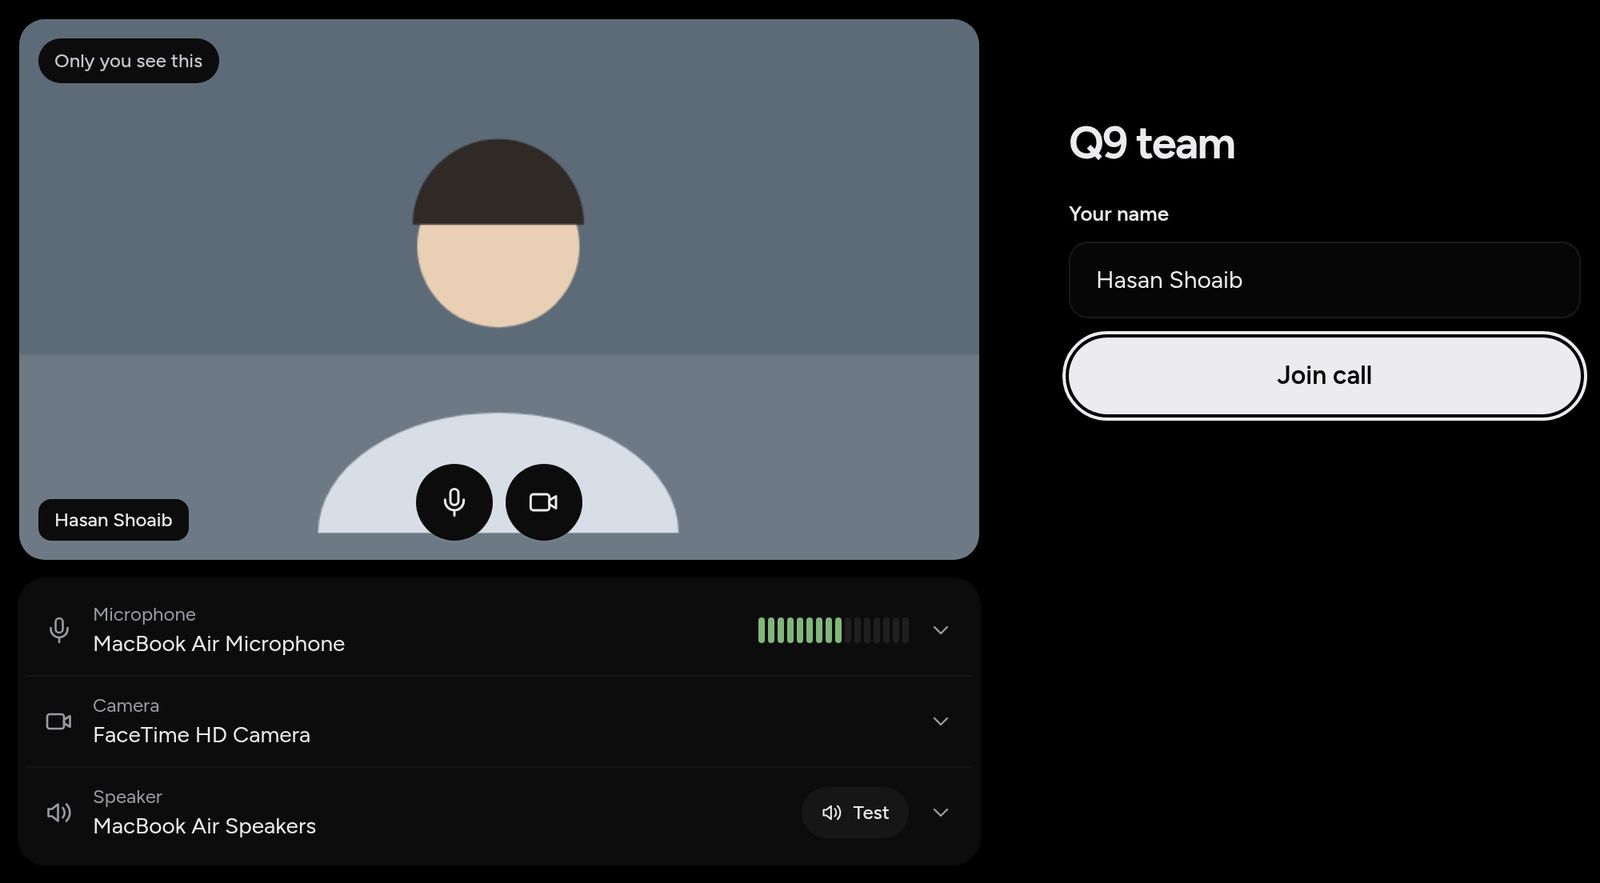 Only you see this
Hasan Shoaib
Microphone
MacBook Air Microphone
Camera
FaceTime HD Camera
Speaker
MacBook Air Speakers
Test
Q9 team
Your name
Hasan Shoaib
Join call